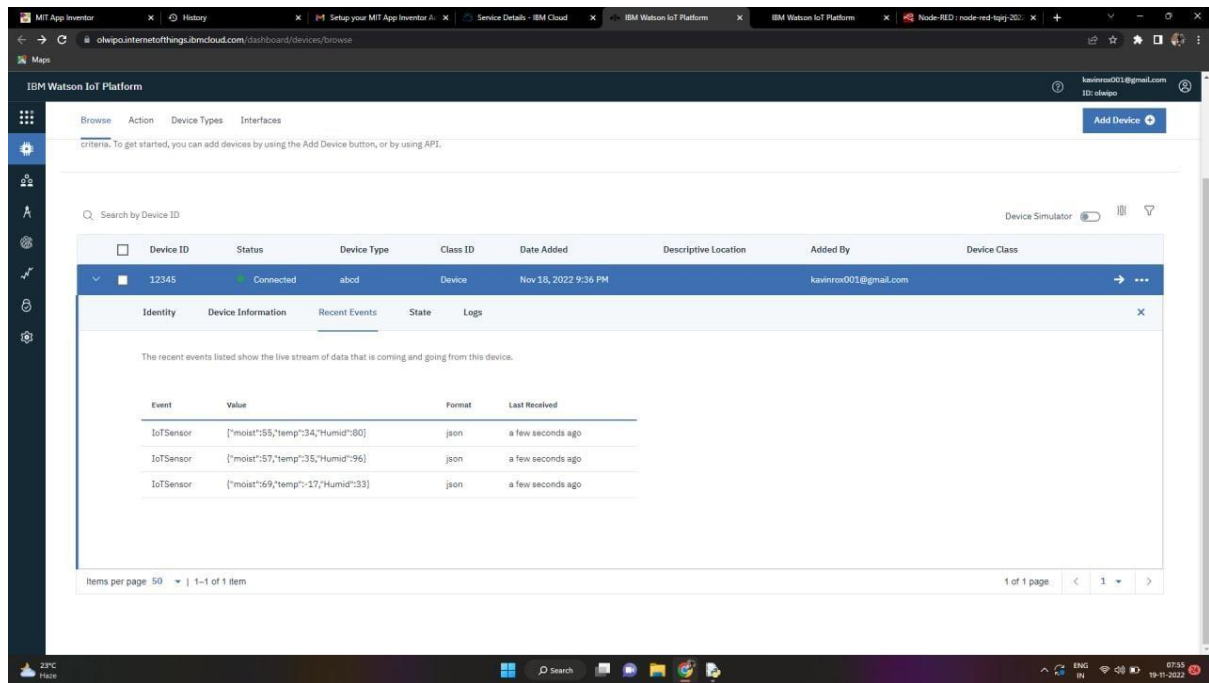 MIT App Inventor History Setup your MIT App Inventor Ac Service Details - IBM Cloud IBM Watson IoT Platform IBM Watson IoT Platform Node-RED : node-red-tqirj-202
olwipo.internetofthings.ibmcloud.com/dashboard/devices/browse
Maps
IBM Watson IoT Platform
kavinrox001@gmail.com
ID: olwipo
Browse Action Device Types Interfaces Add Device
criteria. To get started, you can add devices by using the Add Device button, or by using API.
Search by Device ID Device Simulator
Device ID Status Device Type Class ID Date Added Descriptive Location Added By Device Class
12345 Connected abcd Device Nov 18, 2022 9:36 PM kavinrox001@gmail.com
Identity Device Information Recent Events State Logs
The recent events listed show the live stream of data that is coming and going from this device.
Event Value Format Last Received
IoTSensor {"moist":55,"temp":34,"Humid":80} json a few seconds ago
IoTSensor {"moist":57,"temp":35,"Humid":96} json a few seconds ago
IoTSensor {"moist":69,"temp":-17,"Humid":33} json a few seconds ago
Items per page 50 | 1–1 of 1 item 1 of 1 page 1
23°C
Haze
Search
ENG
IN
07:55
19-11-2022
24